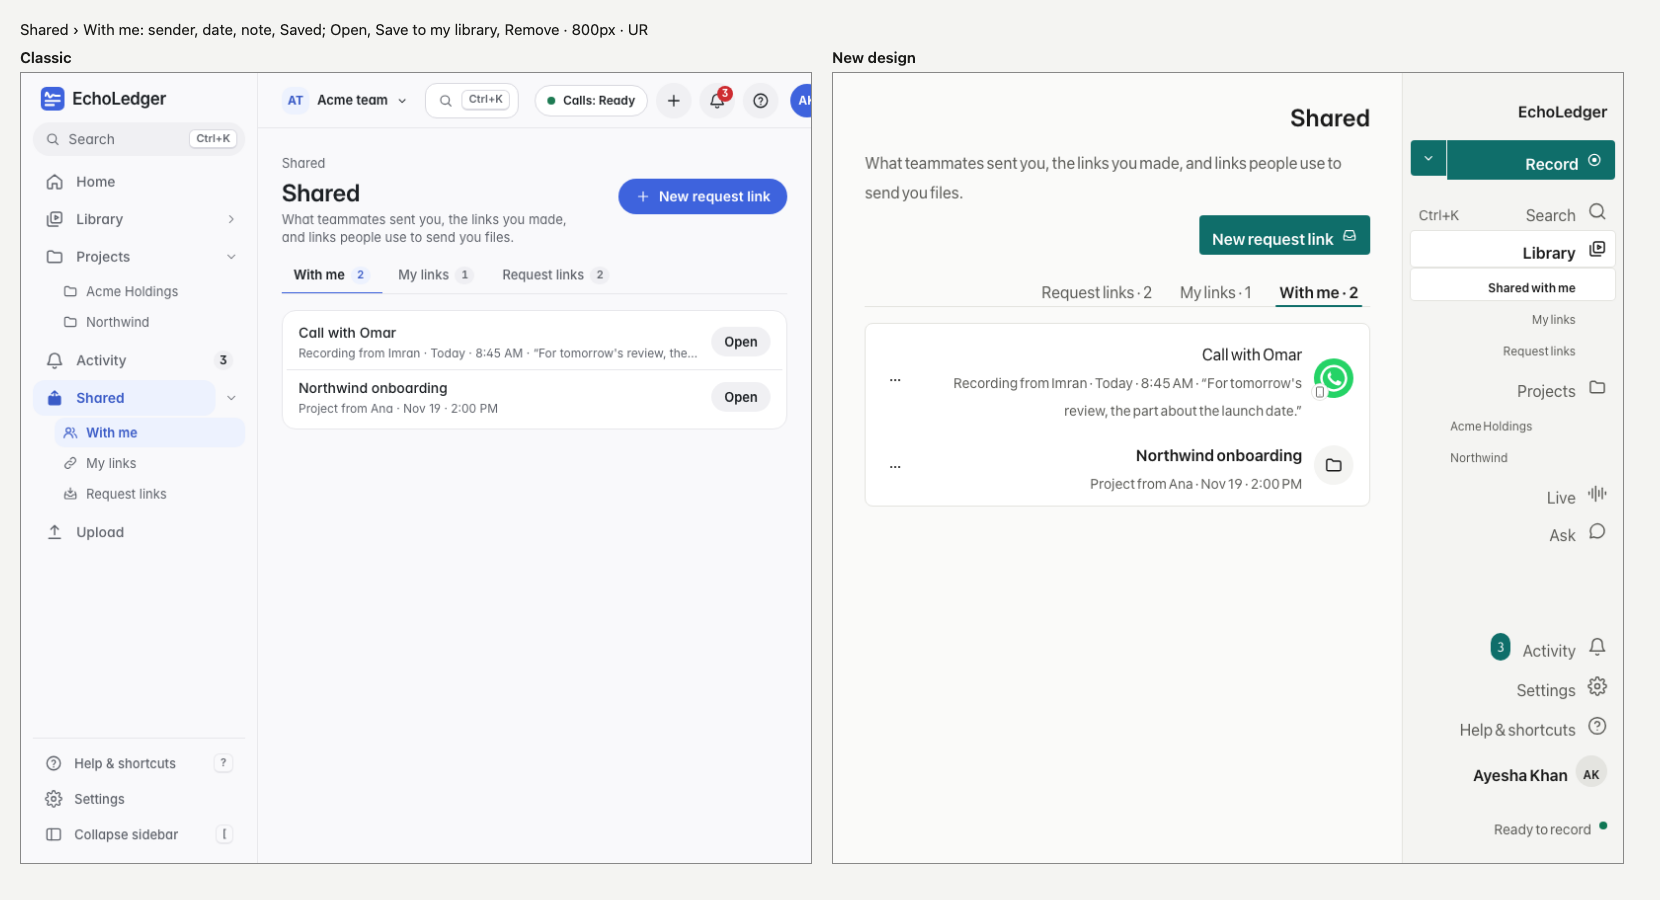 Shared › With me: sender, date, note, Saved; Open, Save to my library, Remove · 800px · UR
Classic
EchoLedger
Search Ctrl+K
Home
Library
Projects
Acme Holdings
Northwind
Activity 3
Shared
With me
My links
Request links
Upload
Help & shortcuts ?
Settings
Collapse sidebar [
AT Acme team
Ctrl+K
Calls: Ready
3
Shared
Shared
What teammates sent you, the links you made,
and links people use to send you files.
New request link
With me 2 My links 1 Request links 2
Call with Omar
Recording from Imran · Today · 8:45 AM · “For tomorrow's review, the...
Open
Northwind onboarding
Project from Ana · Nov 19 · 2:00 PM
Open
New design
Shared
What teammates sent you, the links you made, and links people use to
send you files.
New request link
Request links · 2 My links · 1 With me · 2
Call with Omar
Recording from Imran · Today · 8:45 AM · “For tomorrow's
review, the part about the launch date.”
Northwind onboarding
Project from Ana · Nov 19 · 2:00 PM
EchoLedger
Record
Ctrl+K Search
Library
Shared with me
My links
Request links
Projects
Acme Holdings
Northwind
Live
Ask
3 Activity
Settings
Help & shortcuts
Ayesha Khan AK
Ready to record